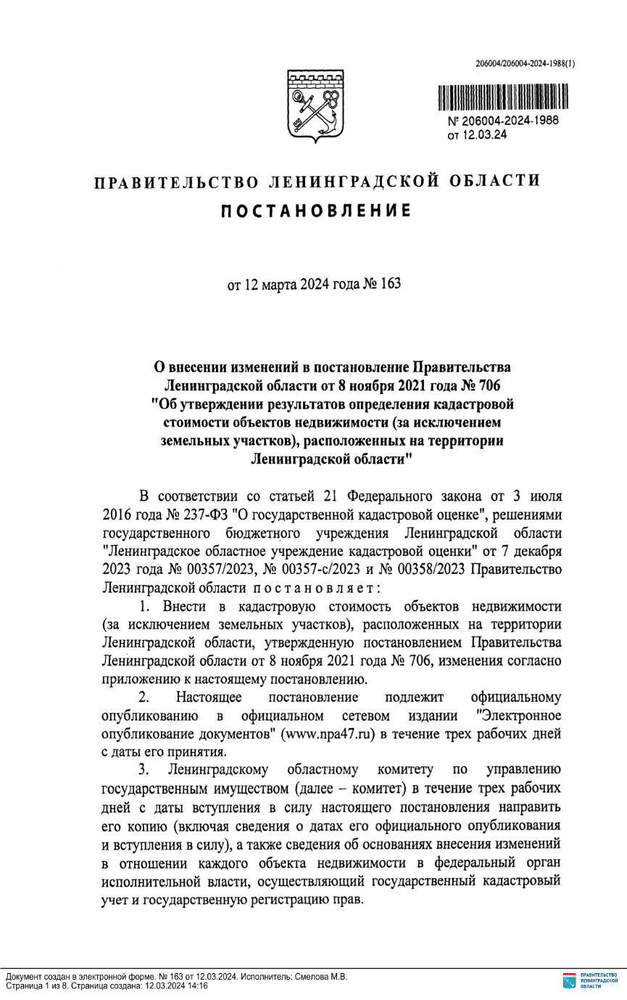 206004/206004-2024-1988(1)
№ 206004-2024-1988
от 12.03.24
ПРАВИТЕЛЬСТВО ЛЕНИНГРАДСКОЙ ОБЛАСТИ
ПОСТАНОВЛЕНИЕ
от 12 марта 2024 года № 163
О внесении изменений в постановление Правительства
Ленинградской области от 8 ноября 2021 года № 706
"Об утверждении результатов определения кадастровой
стоимости объектов недвижимости (за исключением
земельных участков), расположенных на территории
Ленинградской области"
В соответствии со статьей 21 Федерального закона от 3 июля
2016 года № 237-ФЗ "О государственной кадастровой оценке", решениями
государственного бюджетного учреждения Ленинградской области
"Ленинградское областное учреждение кадастровой оценки" от 7 декабря
2023 года № 00357/2023, № 00357-с/2023 и № 00358/2023 Правительство
Ленинградской области п о с т а н о в л я е т :
1. Внести в кадастровую стоимость объектов недвижимости
(за исключением земельных участков), расположенных на территории
Ленинградской области, утвержденную постановлением Правительства
Ленинградской области от 8 ноября 2021 года № 706, изменения согласно
приложению к настоящему постановлению.
2. Настоящее постановление подлежит официальному
опубликованию в официальном сетевом издании "Электронное
опубликование документов" (www.npa47.ru) в течение трех рабочих дней
с даты его принятия.
3. Ленинградскому областному комитету по управлению
государственным имуществом (далее – комитет) в течение трех рабочих
дней с даты вступления в силу настоящего постановления направить
его копию (включая сведения о датах его официального опубликования
и вступления в силу), а также сведения об основаниях внесения изменений
в отношении каждого объекта недвижимости в федеральный орган
исполнительной власти, осуществляющий государственный кадастровый
учет и государственную регистрацию прав.
Документ создан в электронной форме. № 163 от 12.03.2024. Исполнитель: Смелова М.В.
Страница 1 из 8. Страница создана: 12.03.2024 14:16
ПРАВИТЕЛЬСТВО
ЛЕНИНГРАДСКОЙ
ОБЛАСТИ